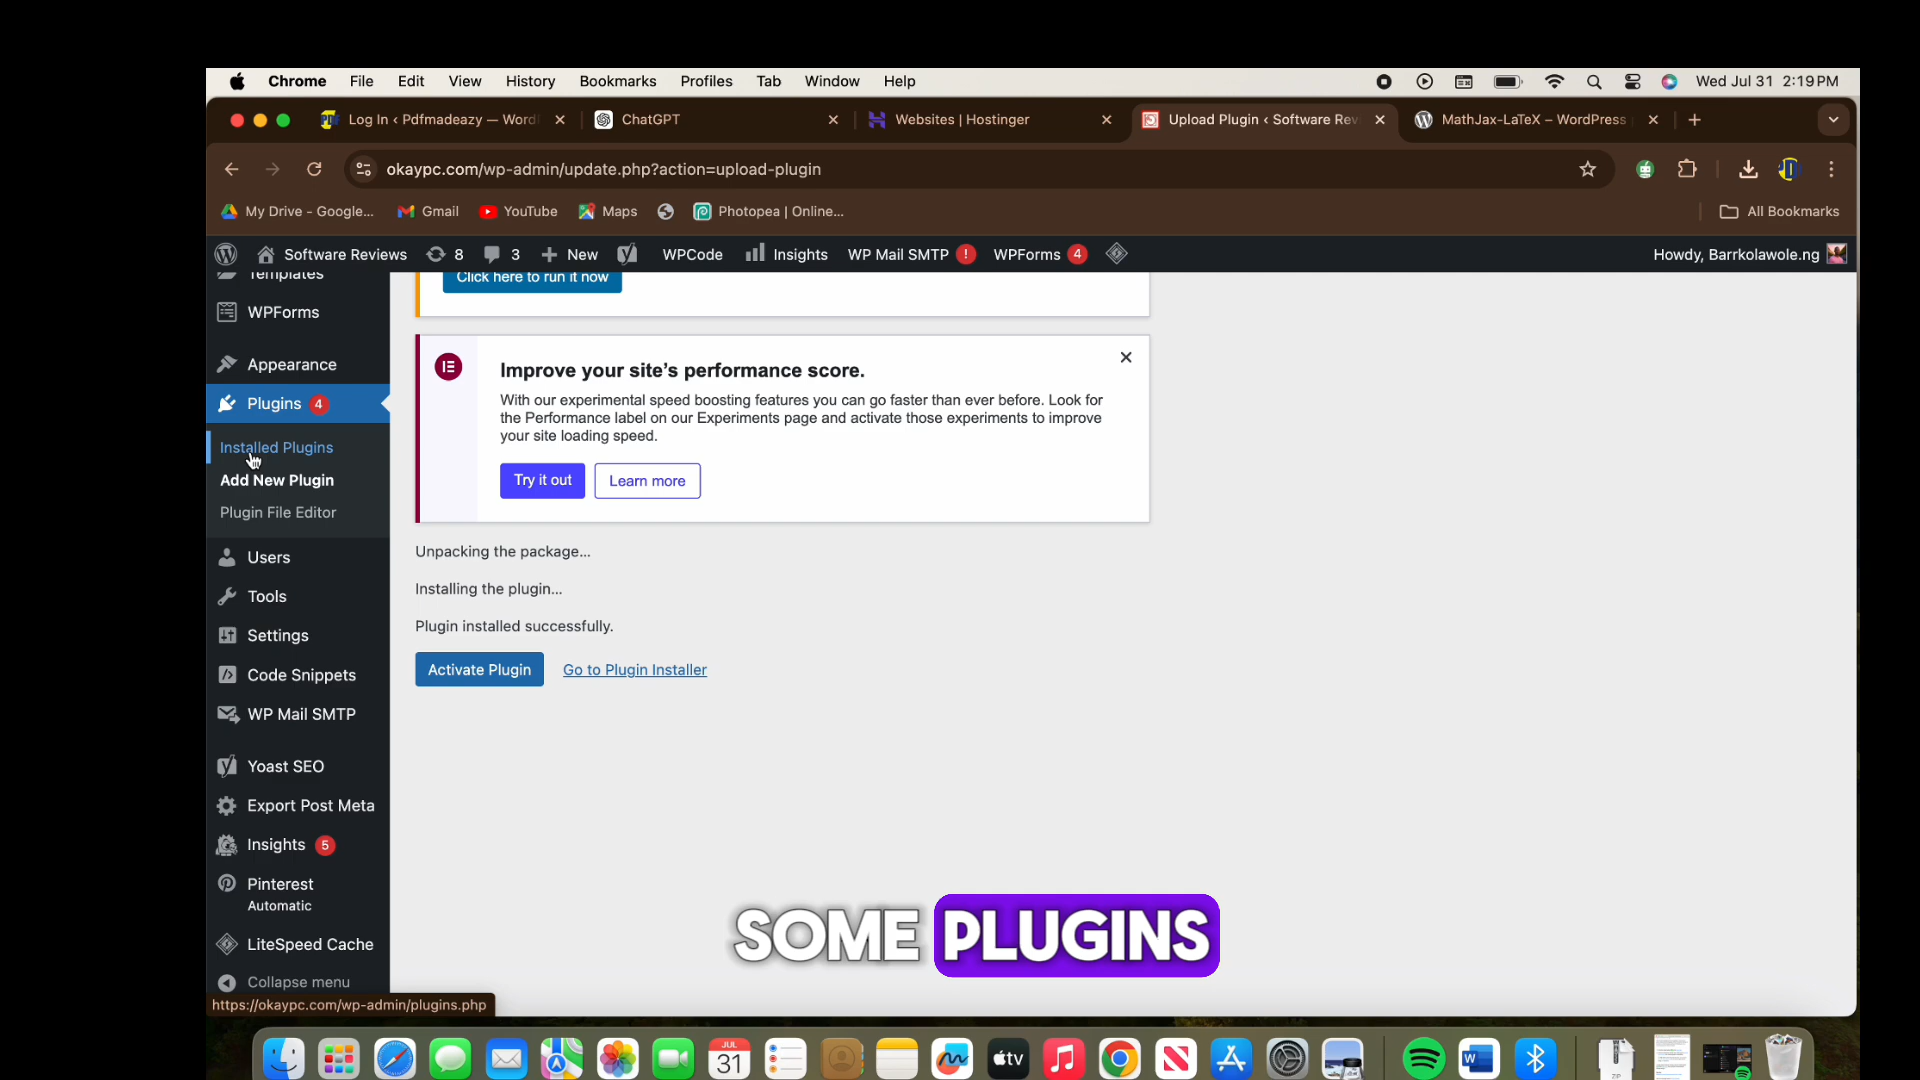 Chrome File Edit View History Bookmarks Profiles Tab Window Help Wed Jul 31 2:19 PM
Log In ‹ Pdfmadeazy — Word ChatGPT Websites | Hostinger Upload Plugin ‹ Software Rev MathJax-LaTeX – WordPress
okaypc.com/wp-admin/update.php?action=upload-plugin
My Drive - Google... Gmail YouTube Maps Photopea | Online... All Bookmarks
Software Reviews 8 3 New WPCode Insights WP Mail SMTP ! WPForms 4 Howdy, Barrkolawole.ng
Templates
WPForms
Appearance
Plugins 4
Installed Plugins
Add New Plugin
Plugin File Editor
Users
Tools
Settings
Code Snippets
WP Mail SMTP
Yoast SEO
Export Post Meta
Insights 5
Pinterest
Automatic
LiteSpeed Cache
Collapse menu
https://okaypc.com/wp-admin/plugins.php
Click here to run it now
Improve your site's performance score.
With our experimental speed boosting features you can go faster than ever before. Look for
the Performance label on our Experiments page and activate those experiments to improve
your site loading speed.
Try it out Learn more
Unpacking the package...
Installing the plugin...
Plugin installed successfully.
Activate Plugin Go to Plugin Installer
SOME PLUGINS
JUL
31
tv
ZIP